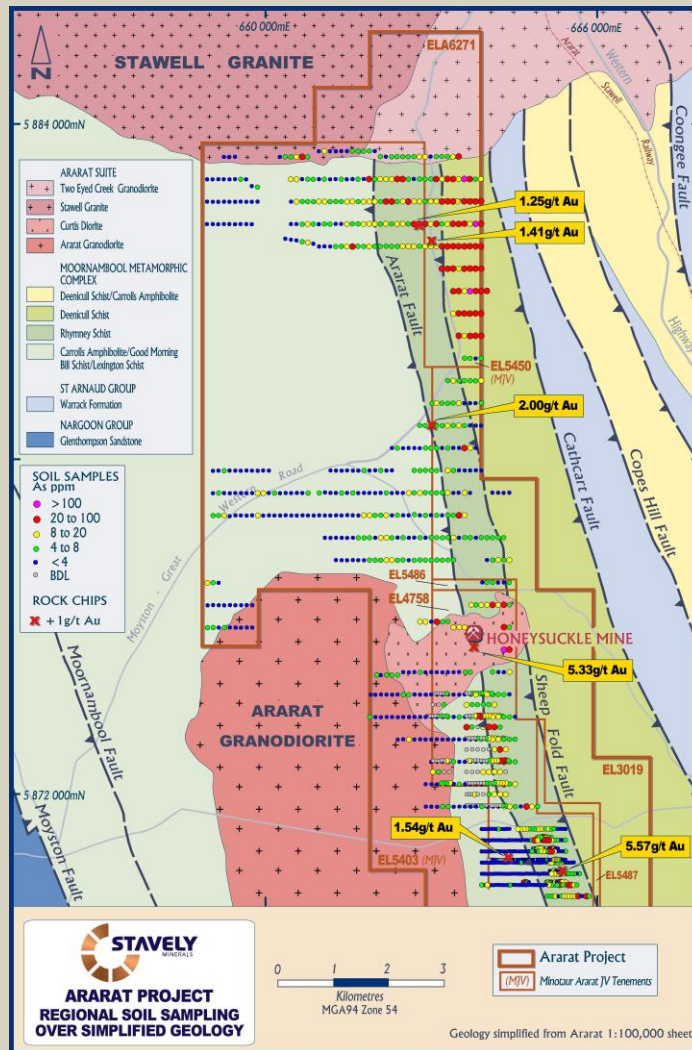 660 000mE
666 000mE
ELA6271
STAWELL GRANITE
N
Ararat
Stawell
Railway
Western
Highway
Coongee Fault
5 884 000mN
ARARAT SUITE
Two Eyed Creek Granodiorite
Stawell Granite
Curtis Diorite
Ararat Granodiorite
MOORNAMBOOL METAMORPHIC
COMPLEX
Deenicull Schist/Carrolls Amphibolite
Deenicull Schist
Rhymney Schist
Carrolls Amphibolite/Good Morning
Bill Schist/Lexington Schist
ST ARNAUD GROUP
Warrack Formation
NARGOON GROUP
Glenthompson Sandstone
1.25g/t Au
1.41g/t Au
Ararat Fault
EL5450
(MJV)
2.00g/t Au
Cathcart Fault
Copes Hill Fault
SOIL SAMPLES
As ppm
>100
20 to 100
8 to 20
4 to 8
<4
BDL
ROCK CHIPS
+ 1g/t Au
Moyston - Great Western Road
EL5486
EL4758
HONEYSUCKLE MINE
5.33g/t Au
Moornambool Fault
ARARAT
GRANODIORITE
Sheep Fold Fault
EL3019
5 872 000mN
Moyston Fault
1.54g/t Au
5.57g/t Au
EL5403 (MJV)
EL5487
STAVELY
MINERALS
ARARAT PROJECT
REGIONAL SOIL SAMPLING
OVER SIMPLIFIED GEOLOGY
0 1 2 3
Kilometres
MGA94 Zone 54
Ararat Project
(MJV) Minotaur Ararat JV Tenements
Geology simplified from Ararat 1:100,000 sheet